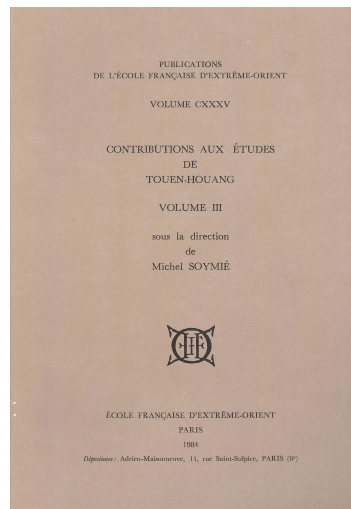 PUBLICATIONS
DE L'ÉCOLE FRANÇAISE D'EXTRÊME-ORIENT
VOLUME CXXXV
CONTRIBUTIONS AUX ÉTUDES
DE
TOUEN-HOUANG
VOLUME III
sous la direction
de
Michel SOYMIÉ
ÉCOLE FRANÇAISE D'EXTRÊME-ORIENT
PARIS
1984
Dépositaire : Adrien-Maisonneuve, 11, rue Saint-Sulpice, PARIS (6e)